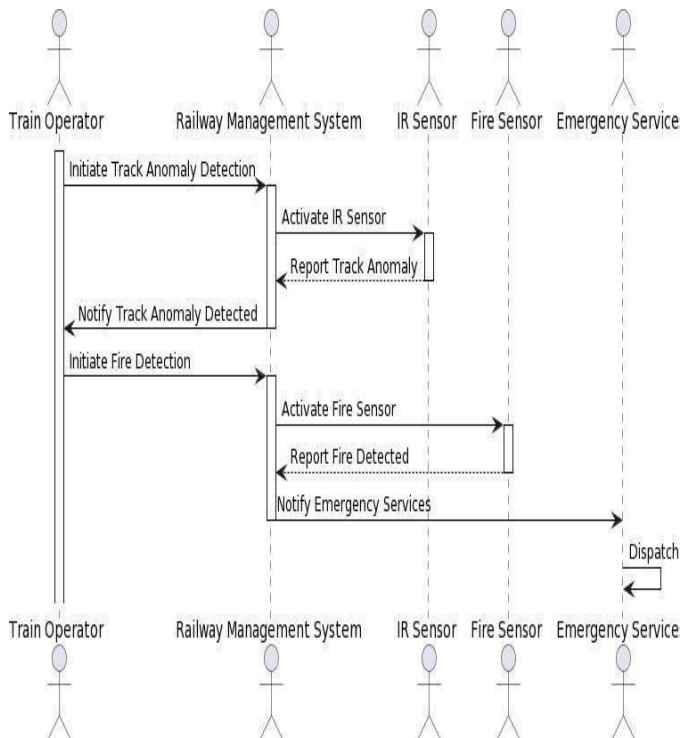 Train Operator
Railway Management System
IR Sensor
Fire Sensor
Emergency Services
Initiate Track Anomaly Detection
Activate IR Sensor
Report Track Anomaly
Notify Track Anomaly Detected
Initiate Fire Detection
Activate Fire Sensor
Report Fire Detected
Notify Emergency Services
Dispatch
Train Operator
Railway Management System
IR Sensor
Fire Sensor
Emergency Services